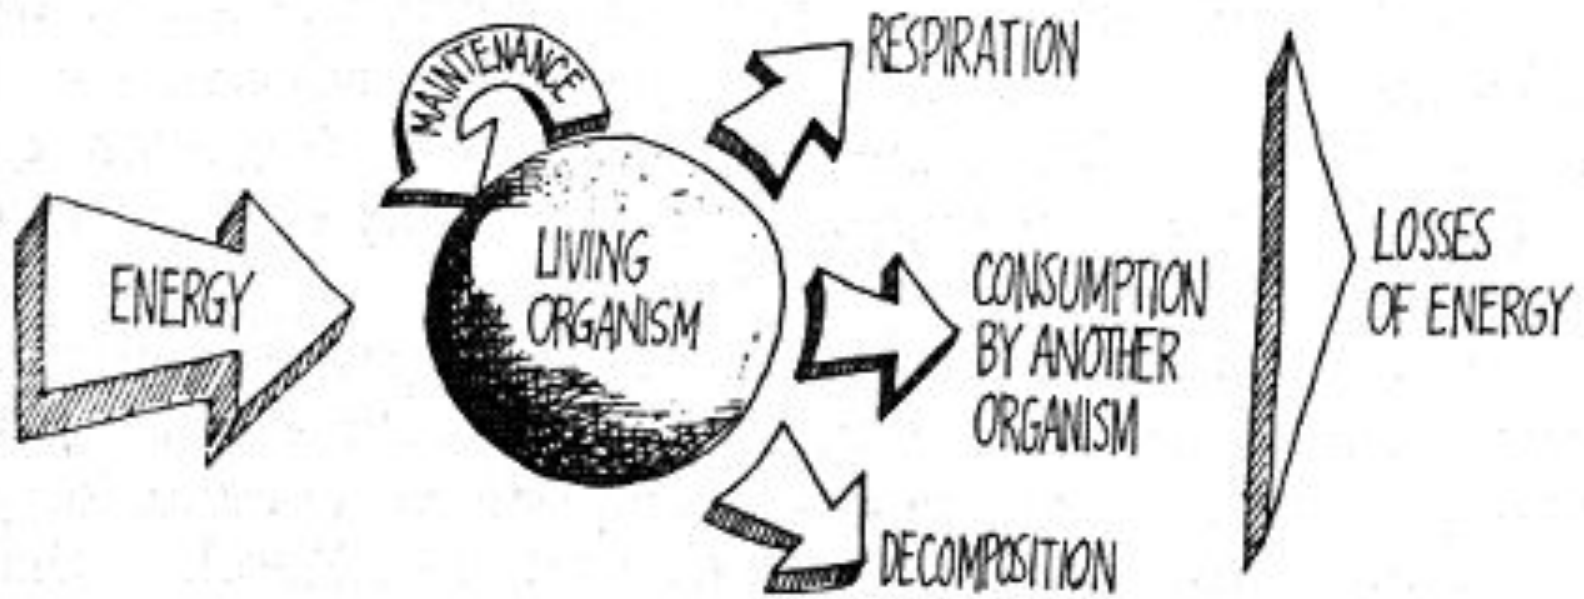 MAINTENANCE
ENERGY
LIVING
ORGANISM
RESPIRATION
CONSUMPTION
BY ANOTHER
ORGANISM
DECOMPOSITION
LOSSES
OF ENERGY